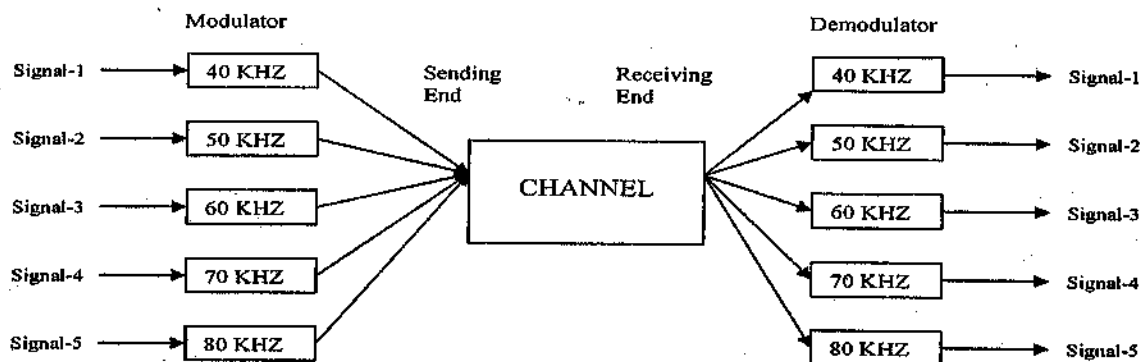 Modulator
Demodulator
Signal-1
40 KHZ
Sending
End
Receiving
End
40 KHZ
Signal-1
Signal-2
50 KHZ
50 KHZ
Signal-2
CHANNEL
Signal-3
60 KHZ
60 KHZ
Signal-3
Signal-4
70 KHZ
70 KHZ
Signal-4
Signal-5
80 KHZ
80 KHZ
Signal-5